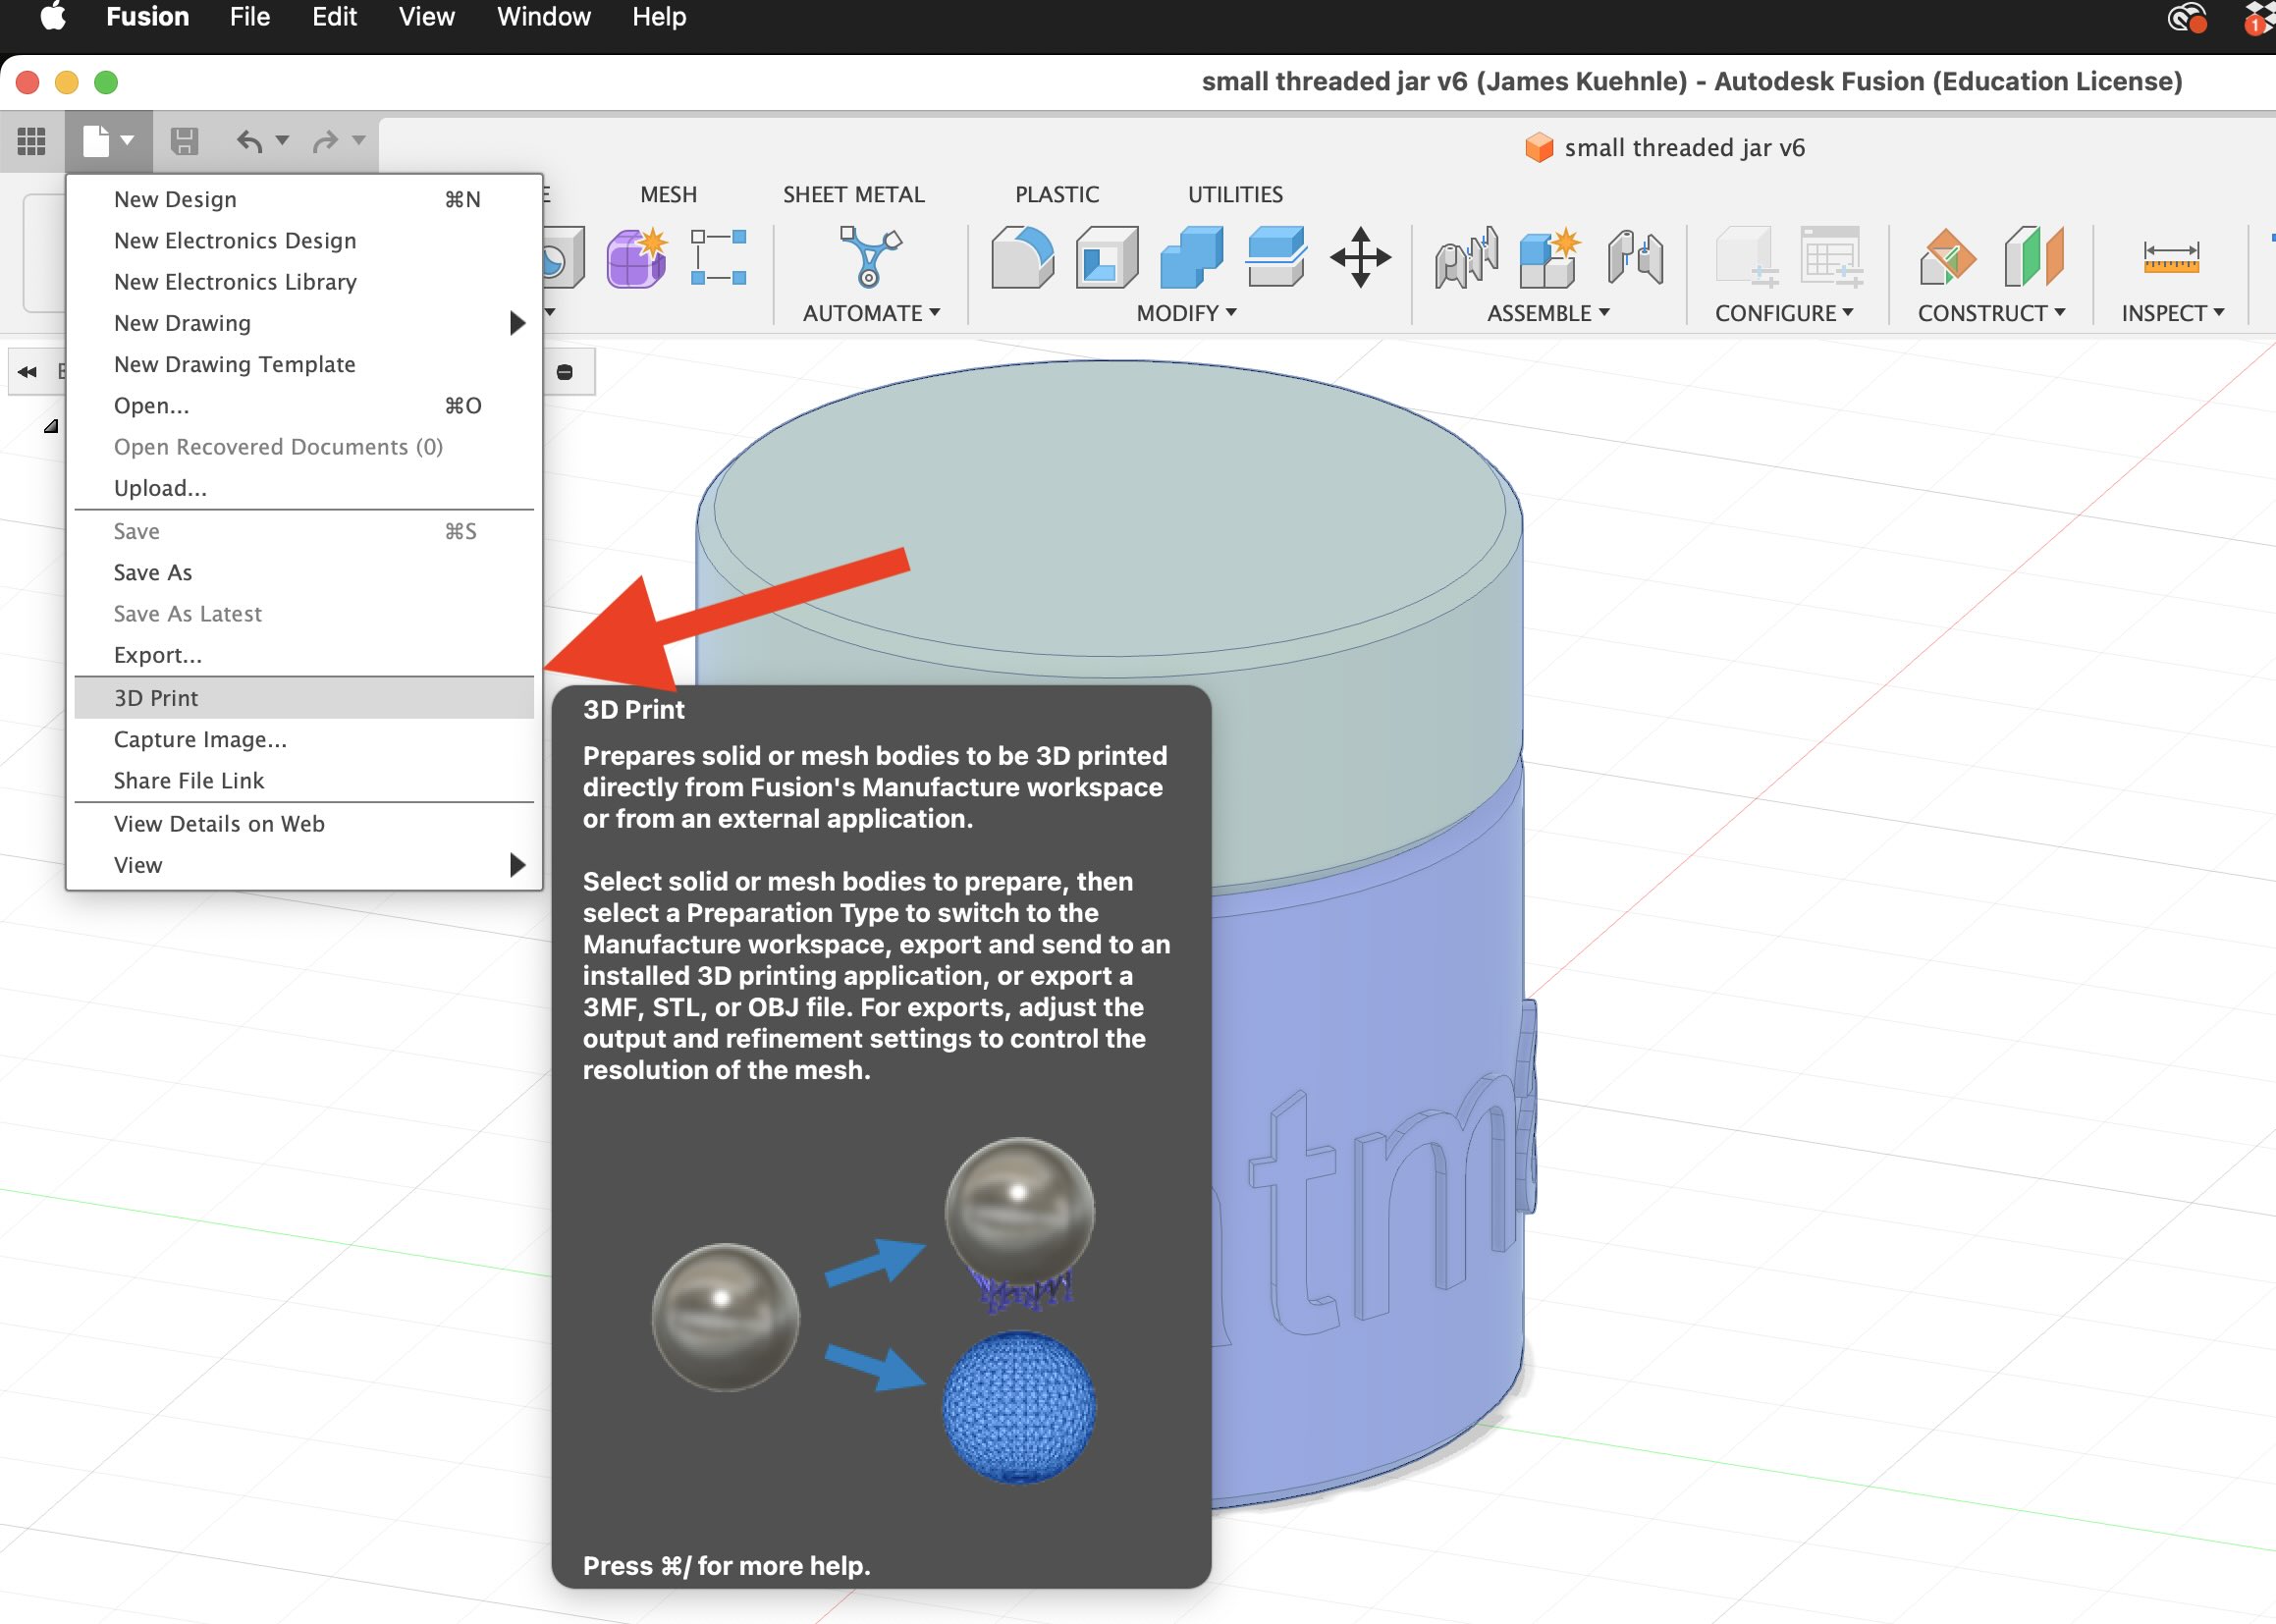 Fusion File Edit View Window Help
1
small threaded jar v6 (James Kuehnle) - Autodesk Fusion (Education License)
small threaded jar v6
MESH SHEET METAL PLASTIC UTILITIES
AUTOMATE MODIFY ASSEMBLE CONFIGURE CONSTRUCT INSPECT
New Design ⌘N
New Electronics Design
New Electronics Library
New Drawing
New Drawing Template
Open... ⌘O
Open Recovered Documents (0)
Upload...
Save ⌘S
Save As
Save As Latest
Export...
3D Print
Capture Image...
Share File Link
View Details on Web
View
3D Print
Prepares solid or mesh bodies to be 3D printed
directly from Fusion's Manufacture workspace
or from an external application.
Select solid or mesh bodies to prepare, then
select a Preparation Type to switch to the
Manufacture workspace, export and send to an
installed 3D printing application, or export a
3MF, STL, or OBJ file. For exports, adjust the
output and refinement settings to control the
resolution of the mesh.
Press ⌘/ for more help.